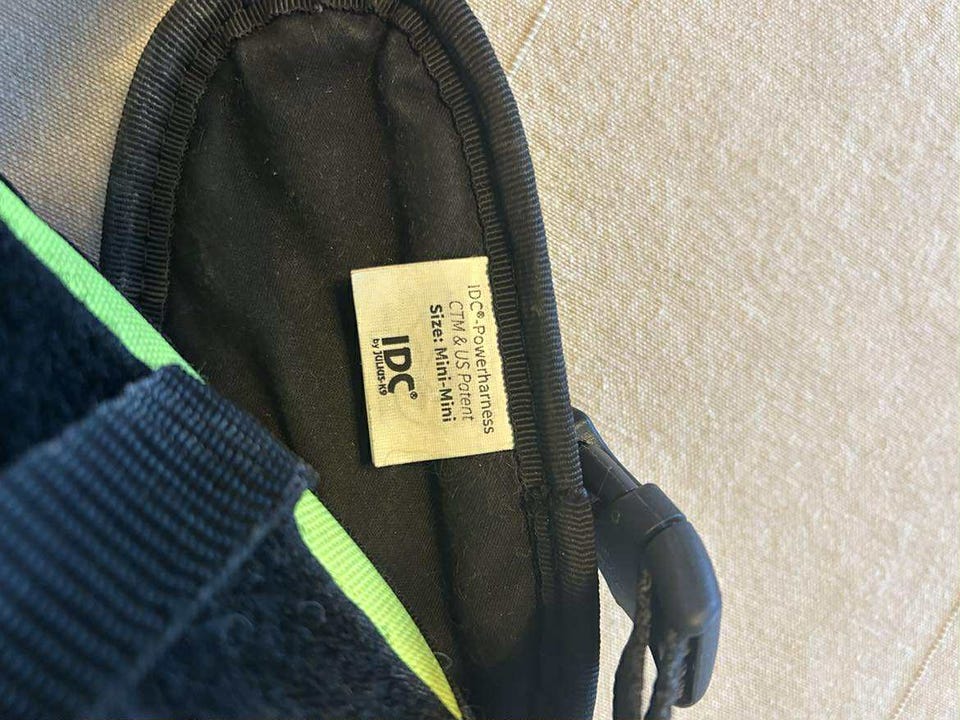 IDC®-Powerharness
CTM & US Patent
Size: Mini-Mini
IDC®
by JULIUS-K9